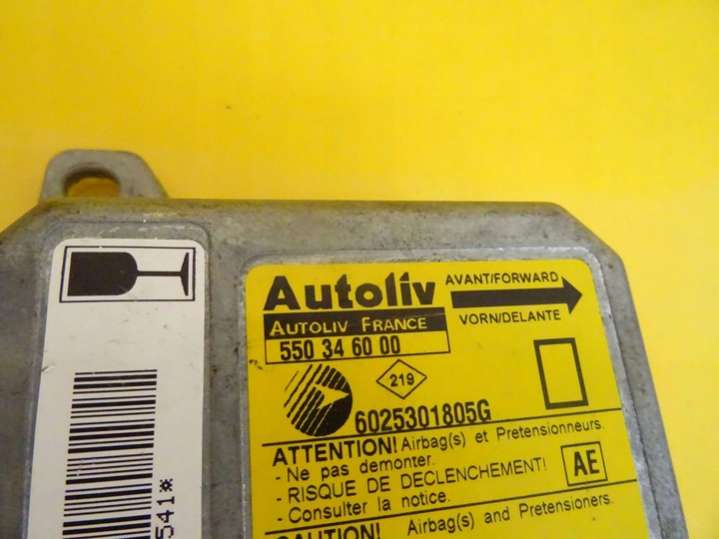 Autoliv
AVANT/FORWARD
VORN/DELANTE
AUTOLIV FRANCE
550 34 60 00
219
6025301805G
ATTENTION! Airbag(s) et Pretensionneurs.
- Ne pas demonter.
- RISQUE DE DECLENCHEMENT!
- Consulter la notice.
AE
CAUTION! Airbag(s) and Pretensioners.
541*